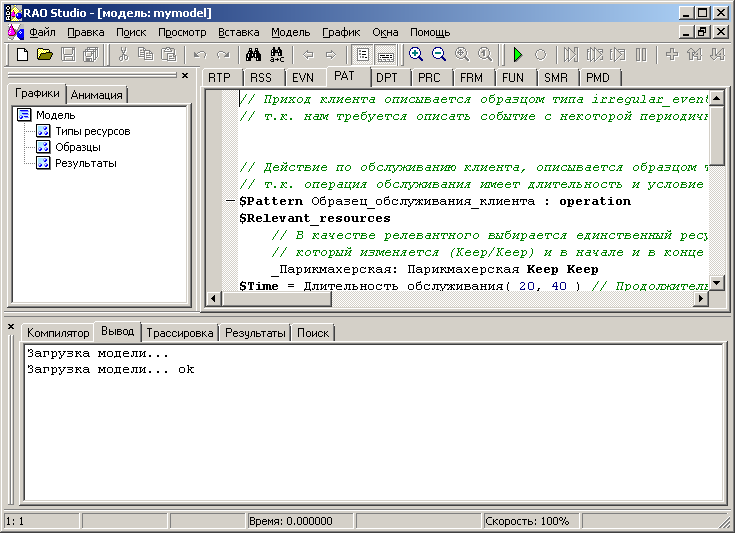 RAO Studio - [модель: mymodel]
Файл Правка Поиск Просмотр Вставка Модель График Окна Помощь
Графики Анимация
Модель
Типы ресурсов
Образцы
Результаты
RTP RSS EVN PAT DPT PRC FRM FUN SMR PMD
// Приход клиента описывается образцом типа irregular_event
// т.к. нам требуется описать событие с некоторой периодичн
// Действие по обслуживанию клиента, описывается образцом т
// т.к. операция обслуживания имеет длительность и условие
$Pattern Образец_обслуживания_клиента : operation
$Relevant_resources
// В качестве релевантного выбирается единственный ресу
// который изменяется (Keep/Keep) и в начале и в конце
_Парикмахерская: Парикмахерская Keep Keep
$Time = Длительность_обслуживания( 20, 40 ) // Продолжитель
Компилятор Вывод Трассировка Результаты Поиск
Загрузка модели...
Загрузка модели... ok
1: 1 Время: 0.000000 Скорость: 100%